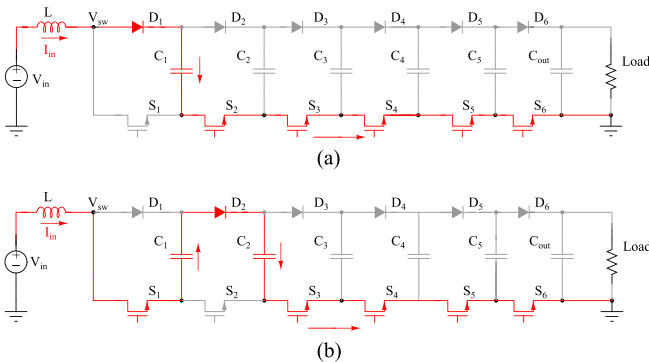 L V_sw D_1 D_2 D_3 D_4 D_5 D_6
I_in C_1 C_2 C_3 C_4 C_5 C_out Load
V_in
S_1 S_2 S_3 S_4 S_5 S_6
(a)
L V_sw D_1 D_2 D_3 D_4 D_5 D_6
I_in C_1 C_2 C_3 C_4 C_5 C_out Load
V_in
S_1 S_2 S_3 S_4 S_5 S_6
(b)